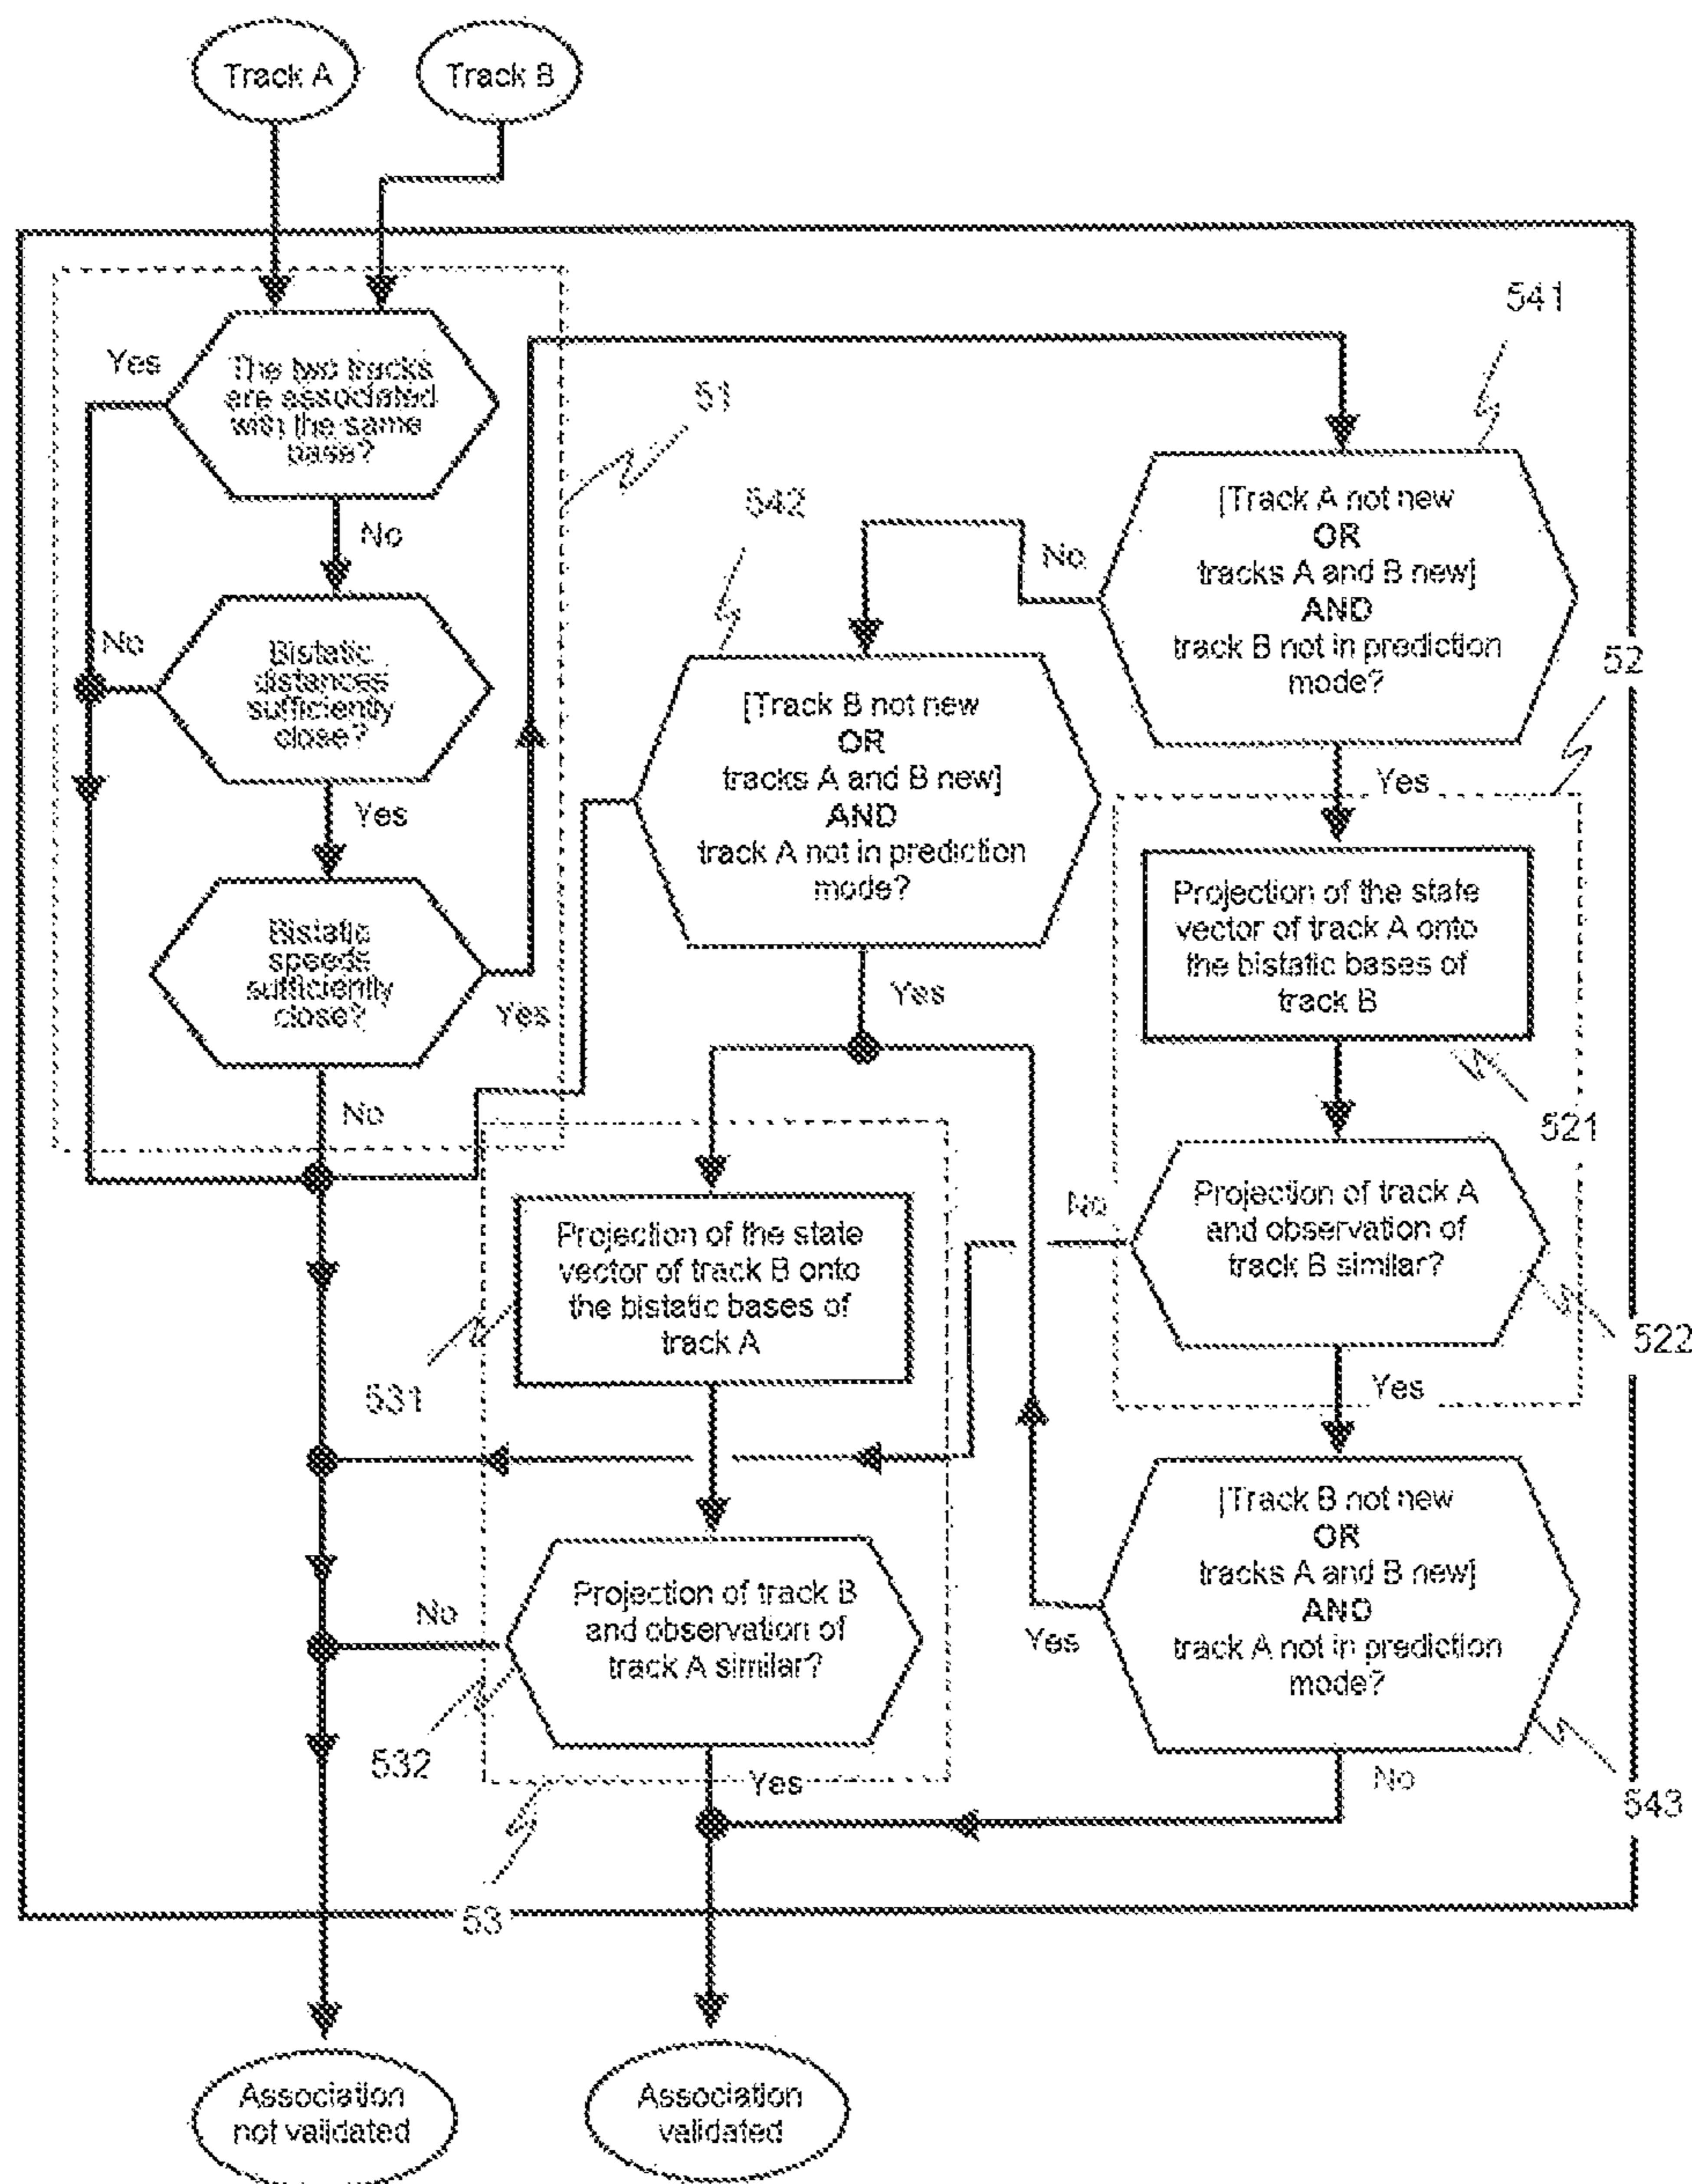 Track A
Track B
541
Yes
The two tracks
are associated
with the same
base?
51
542
No
[Track A not new
OR
tracks A and B new]
AND
track B not in prediction
mode?
No
52
No
Bistatic
distances
sufficiently
close?
[Track B not new
OR
tracks A and B new]
AND
track A not in prediction
mode?
Yes
Yes
Projection of the state
vector of track A onto
the bistatic bases of
track B
Bistatic
speeds
sufficiently
close?
Yes
Yes
No
521
No
Projection of track A
and observation of
track B similar?
Projection of the state
vector of track B onto
the bistatic bases of
track A
522
531
Yes
[Track B not new
OR
tracks A and B new]
AND
track A not in prediction
mode?
Projection of track B
and observation of
track A similar?
No
Yes
532
Yes
No
543
53
Association
not validated
Association
validated